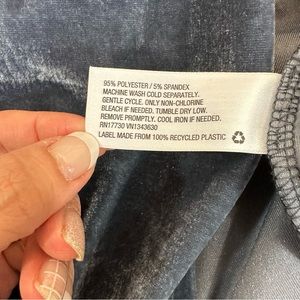 95% POLYESTER / 5% SPANDEX
MACHINE WASH COLD SEPARATELY.
GENTLE CYCLE. ONLY NON-CHLORINE
BLEACH IF NEEDED. TUMBLE DRY LOW.
REMOVE PROMPTLY. COOL IRON IF NEEDED.
RN17730 VN1343630
LABEL MADE FROM 100% RECYCLED PLASTIC